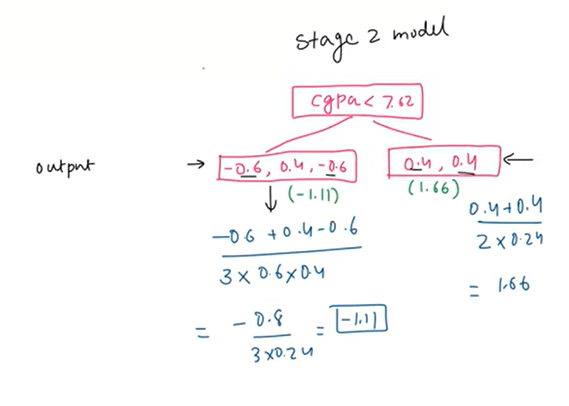 Stage 2 model
cgpa < 7.62
output → -0.6, 0.4, -0.6 0.4, 0.4 ←
(-1.11) (1.66)
-0.6 + 0.4 - 0.6
3 × 0.6 × 0.4
0.4 + 0.4
2 × 0.24
= 1.66
= -0.8 = -1.11
3 × 0.24